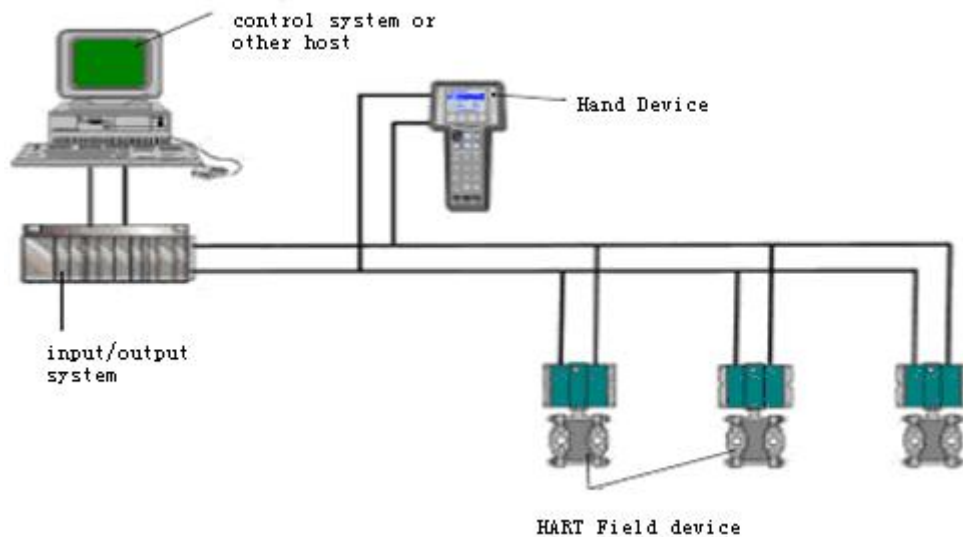 control system or
other host
Hand Device
input/output
system
HART Field device